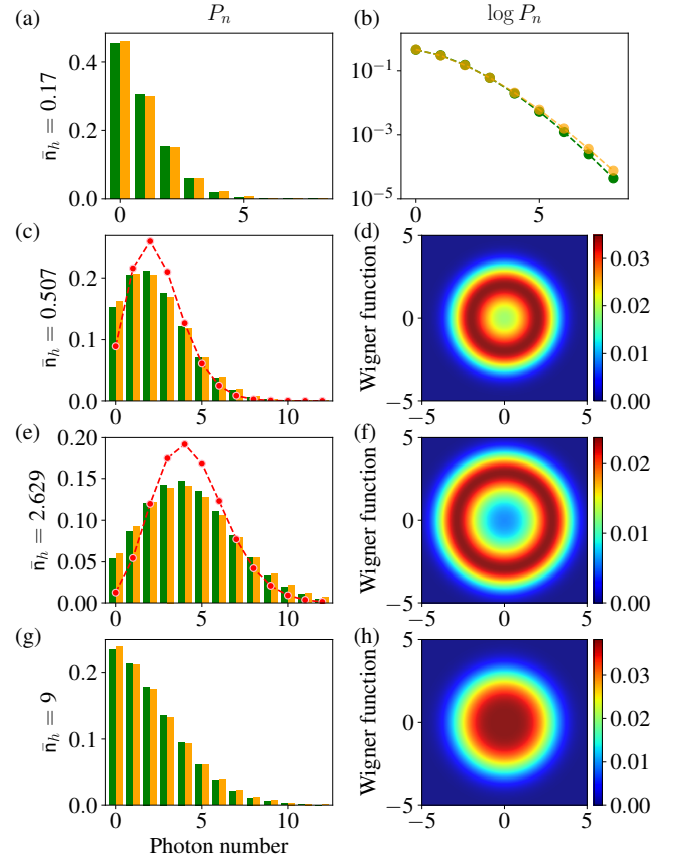 (a) P_n (b) log P_n
n̄_h = 0.17
0.4
0.2
0.0
0 5
10^{-1}
10^{-3}
10^{-5}
0 5
(c) (d)
n̄_h = 0.507
0.2
0.1
0.0
0 5 10
Wigner function
5
0
−5
−5 0 5
0.03
0.02
0.01
0.00
(e) (f)
n̄_h = 2.629
0.20
0.15
0.10
0.05
0.00
0 5 10
Wigner function
5
0
−5
−5 0 5
0.02
0.01
0.00
(g) (h)
n̄_h = 9
0.2
0.1
0.0
0 5 10
Photon number
Wigner function
5
0
−5
−5 0 5
0.03
0.02
0.01
0.00